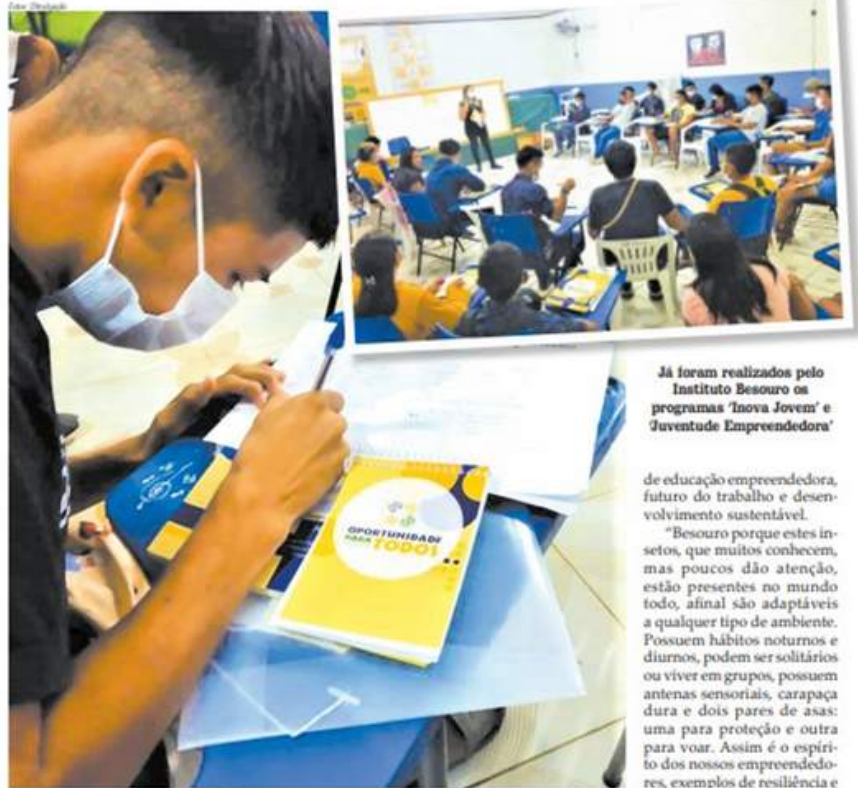 Foto: Divulgação
Já foram realizados pelo
Instituto Besouro os
programas ‘Inova Jovem’ e
‘Juventude Empreendedora’
OPORTUNIDADE
PARA TODOS
de educação empreendedora,
futuro do trabalho e desen-
volvimento sustentável.
“Besouro porque estes in-
setos, que muitos conhecem,
mas poucos dão atenção,
estão presentes no mundo
todo, afinal são adaptáveis
a qualquer tipo de ambiente.
Possuem hábitos noturnos e
diurnos, podem ser solitários
ou viver em grupos, possuem
antenas sensoriais, carapaça
dura e dois pares de asas:
uma para proteção e outra
para voar. Assim é o espíri-
to dos nossos empreendedo-
res, exemplos de resiliência e